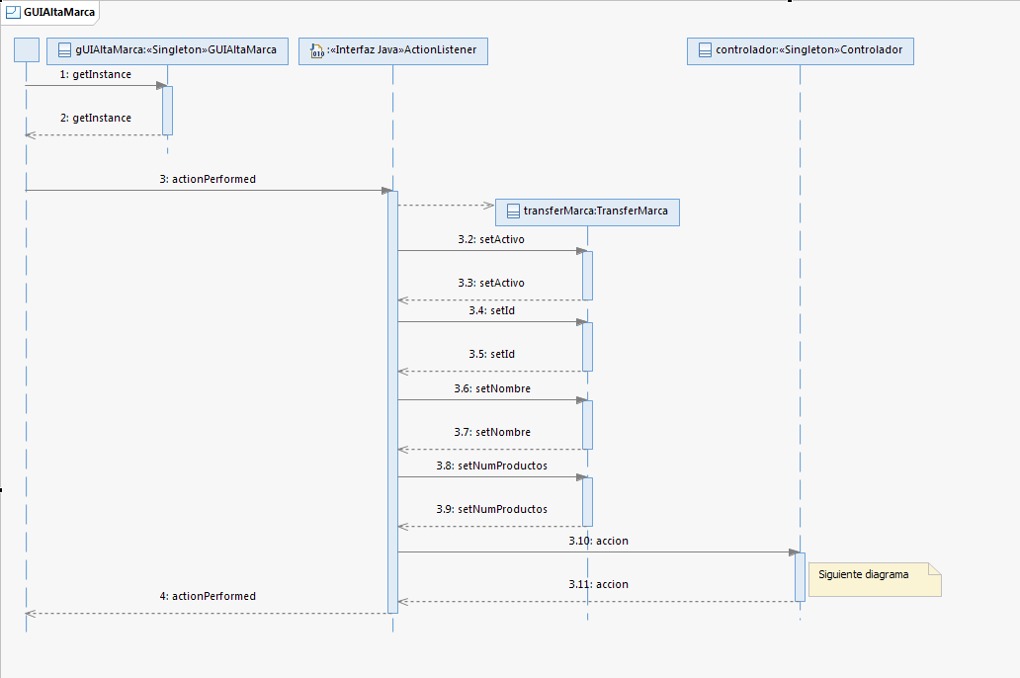 GUIAltaMarca
gUIAltaMarca:«Singleton»GUIAltaMarca
:«Interfaz Java»ActionListener
controlador:«Singleton»Controlador
1: getInstance
2: getInstance
3: actionPerformed
transferMarca:TransferMarca
3.2: setActivo
3.3: setActivo
3.4: setId
3.5: setId
3.6: setNombre
3.7: setNombre
3.8: setNumProductos
3.9: setNumProductos
3.10: accion
Siguiente diagrama
3.11: accion
4: actionPerformed